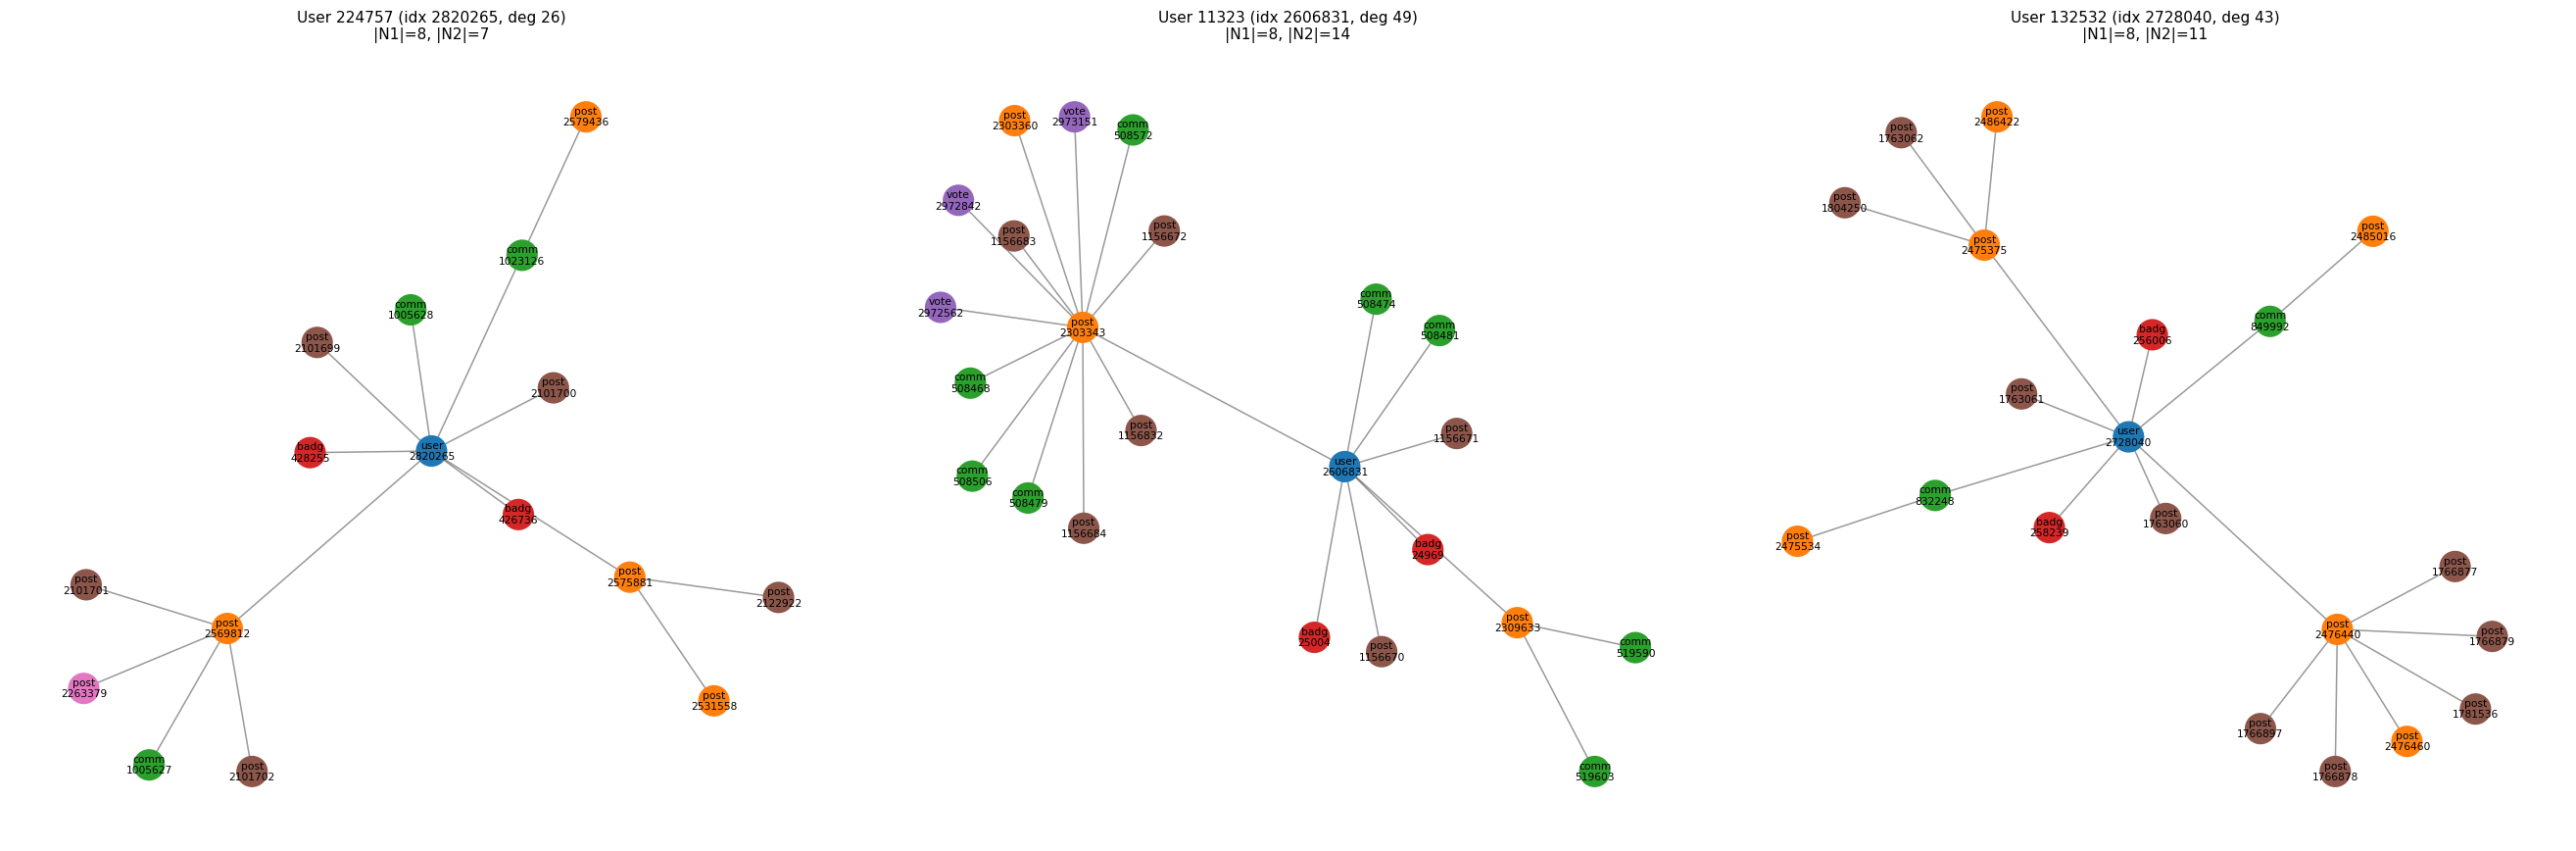 User 224757 (idx 2820265, deg 26)
|N1|=8, |N2|=7
post
2579436
comm
1023126
comm
1005628
post
2101699
post
2101700
badg
428255
user
2820265
badg
426736
post
2575881
post
2122922
post
2101701
post
2569812
post
2263379
post
2531558
comm
1005627
post
2101702
User 11323 (idx 2606831, deg 49)
|N1|=8, |N2|=14
post
2303360
vote
2973151
comm
508572
vote
2972842
post
1156683
post
1156672
vote
2972562
post
2303343
comm
508474
comm
508481
comm
508468
post
1156832
post
1156671
user
2606831
comm
508506
comm
508479
post
1156684
badg
24969
badg
25004
post
1156670
post
2309633
comm
519590
comm
519603
User 132532 (idx 2728040, deg 43)
|N1|=8, |N2|=11
post
2486422
post
1763062
post
1804250
post
2475375
post
2485016
comm
849992
badg
256006
post
1763061
user
2728040
comm
832248
badg
258239
post
1763060
post
2475534
post
1766877
post
2476440
post
1766879
post
1781536
post
1766897
post
2476460
post
1766878